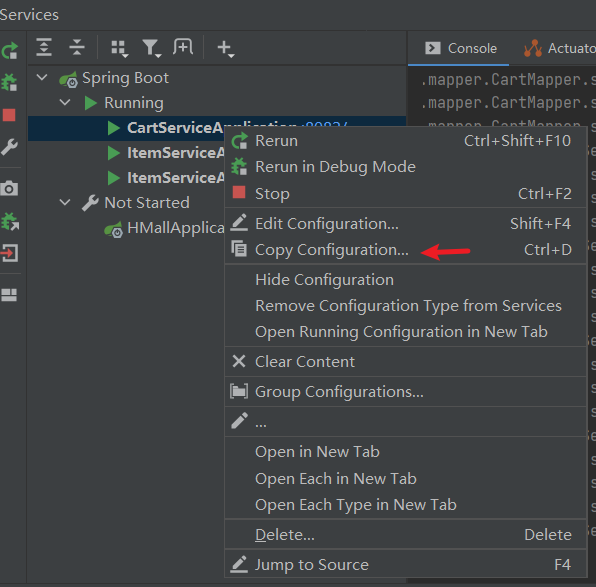 Services
Console
Actuato
Spring Boot
.mapper.CartMapper.s
Running
.mapper.CartMapper.s
CartServiceApplication :8082/
.mapper.CartMapper.s
Rerun Ctrl+Shift+F10
ItemServiceA
Rerun in Debug Mode
ItemServiceA
Stop Ctrl+F2
Not Started
Edit Configuration... Shift+F4
HMallApplica
Copy Configuration... Ctrl+D
Hide Configuration
Remove Configuration Type from Services
Open Running Configuration in New Tab
Clear Content
Group Configurations...
...
Open in New Tab
Open Each in New Tab
Open Each Type in New Tab
Delete... Delete
Jump to Source F4